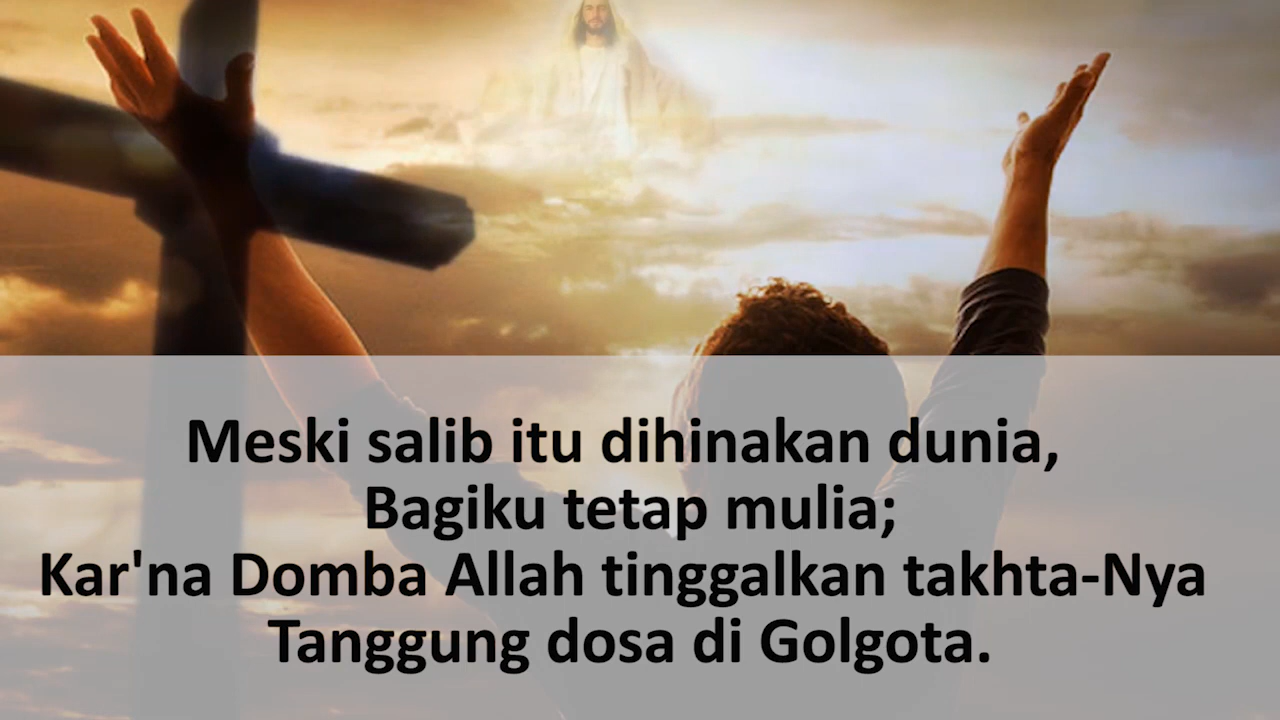 Meski salib itu dihinakan dunia,
Bagiku tetap mulia;
Kar'na Domba Allah tinggalkan takhta-Nya
Tanggung dosa di Golgota.